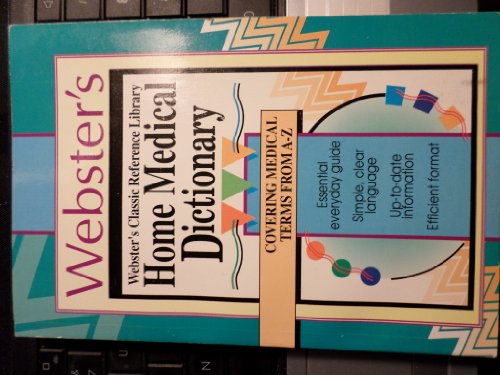 Webster's
Webster's Classic Reference Library
Home Medical
Dictionary
COVERING MEDICAL
TERMS FROM A-Z
Essential
everyday guide
Simple, clear
language
Up-to-date
information
Efficient format